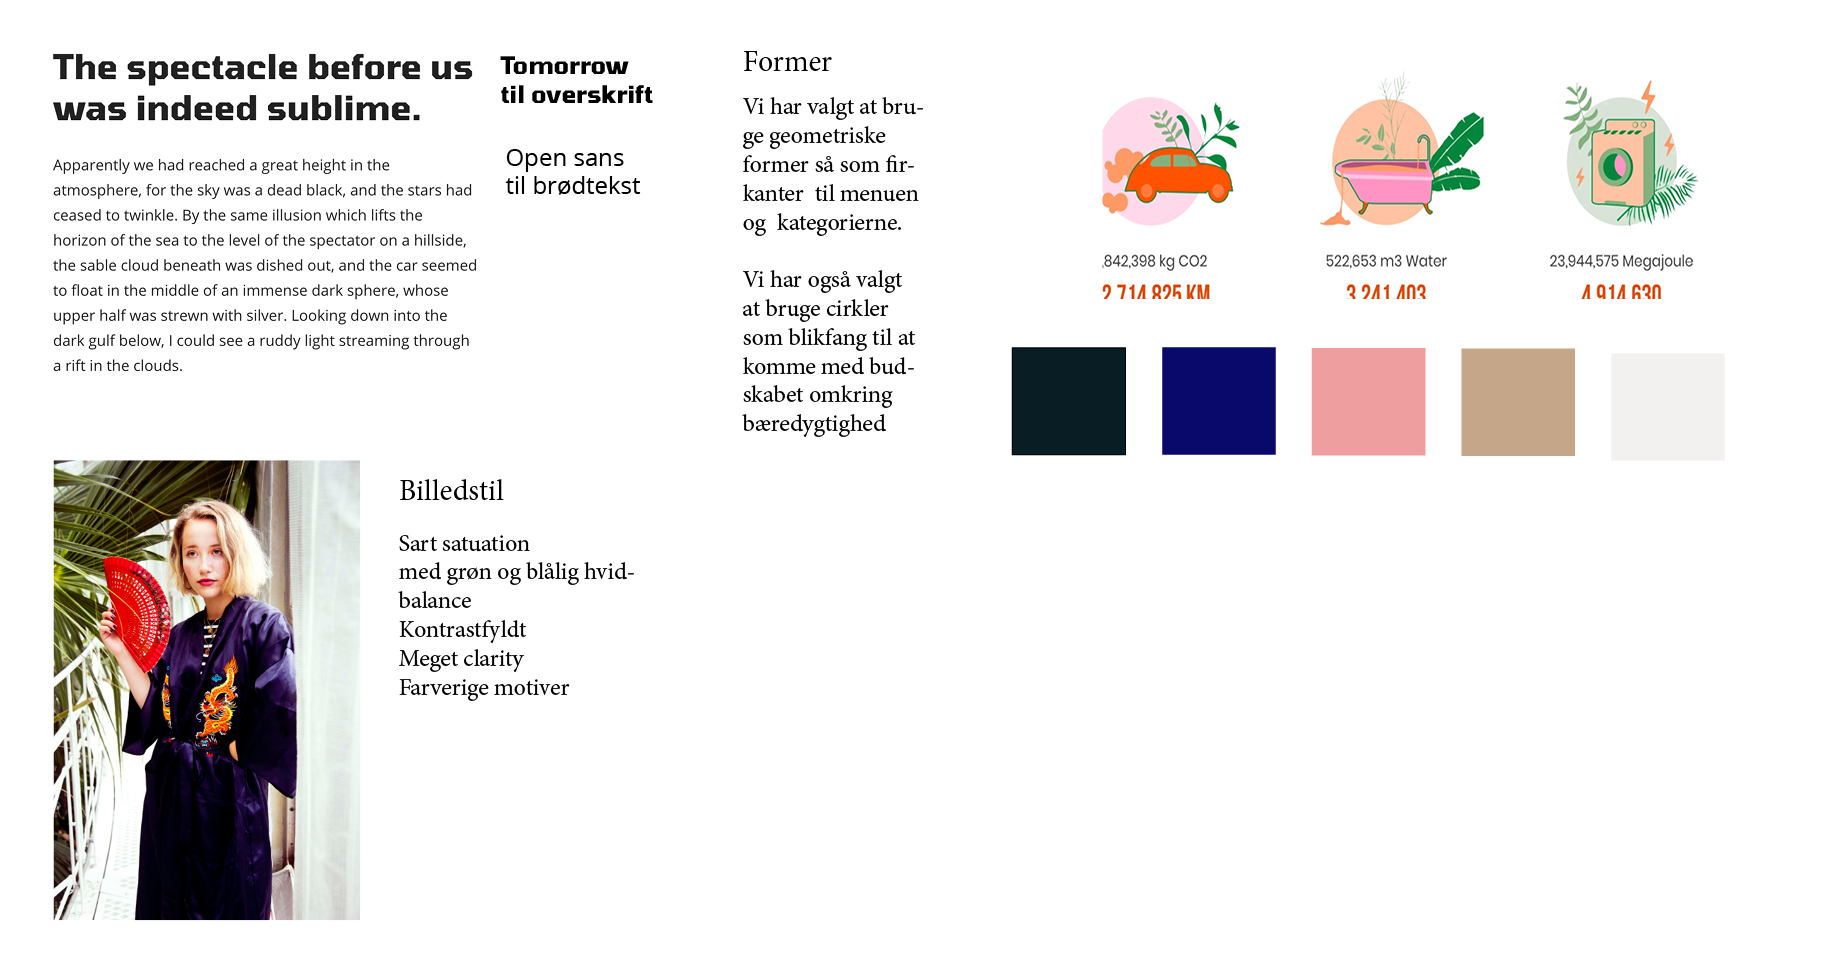 The spectacle before us
was indeed sublime.
Apparently we had reached a great height in the
atmosphere, for the sky was a dead black, and the stars had
ceased to twinkle. By the same illusion which lifts the
horizon of the sea to the level of the spectator on a hillside,
the sable cloud beneath was dished out, and the car seemed
to float in the middle of an immense dark sphere, whose
upper half was strewn with silver. Looking down into the
dark gulf below, I could see a ruddy light streaming through
a rift in the clouds.
Tomorrow
til overskrift
Open sans
til brødtekst
Former
Vi har valgt at bru-
ge geometriske
former så som fir-
kanter til menuen
og kategorierne.
Vi har også valgt
at bruge cirkler
som blikfang til at
komme med bud-
skabet omkring
bæredygtighed
,842,398 kg CO2
522,653 m3 Water
23,944,575 Megajoule
2 714 825 KM
3 241 403
4 914 630
Billedstil
Sart satuation
med grøn og blålig hvid-
balance
Kontrastfyldt
Meget clarity
Farverige motiver